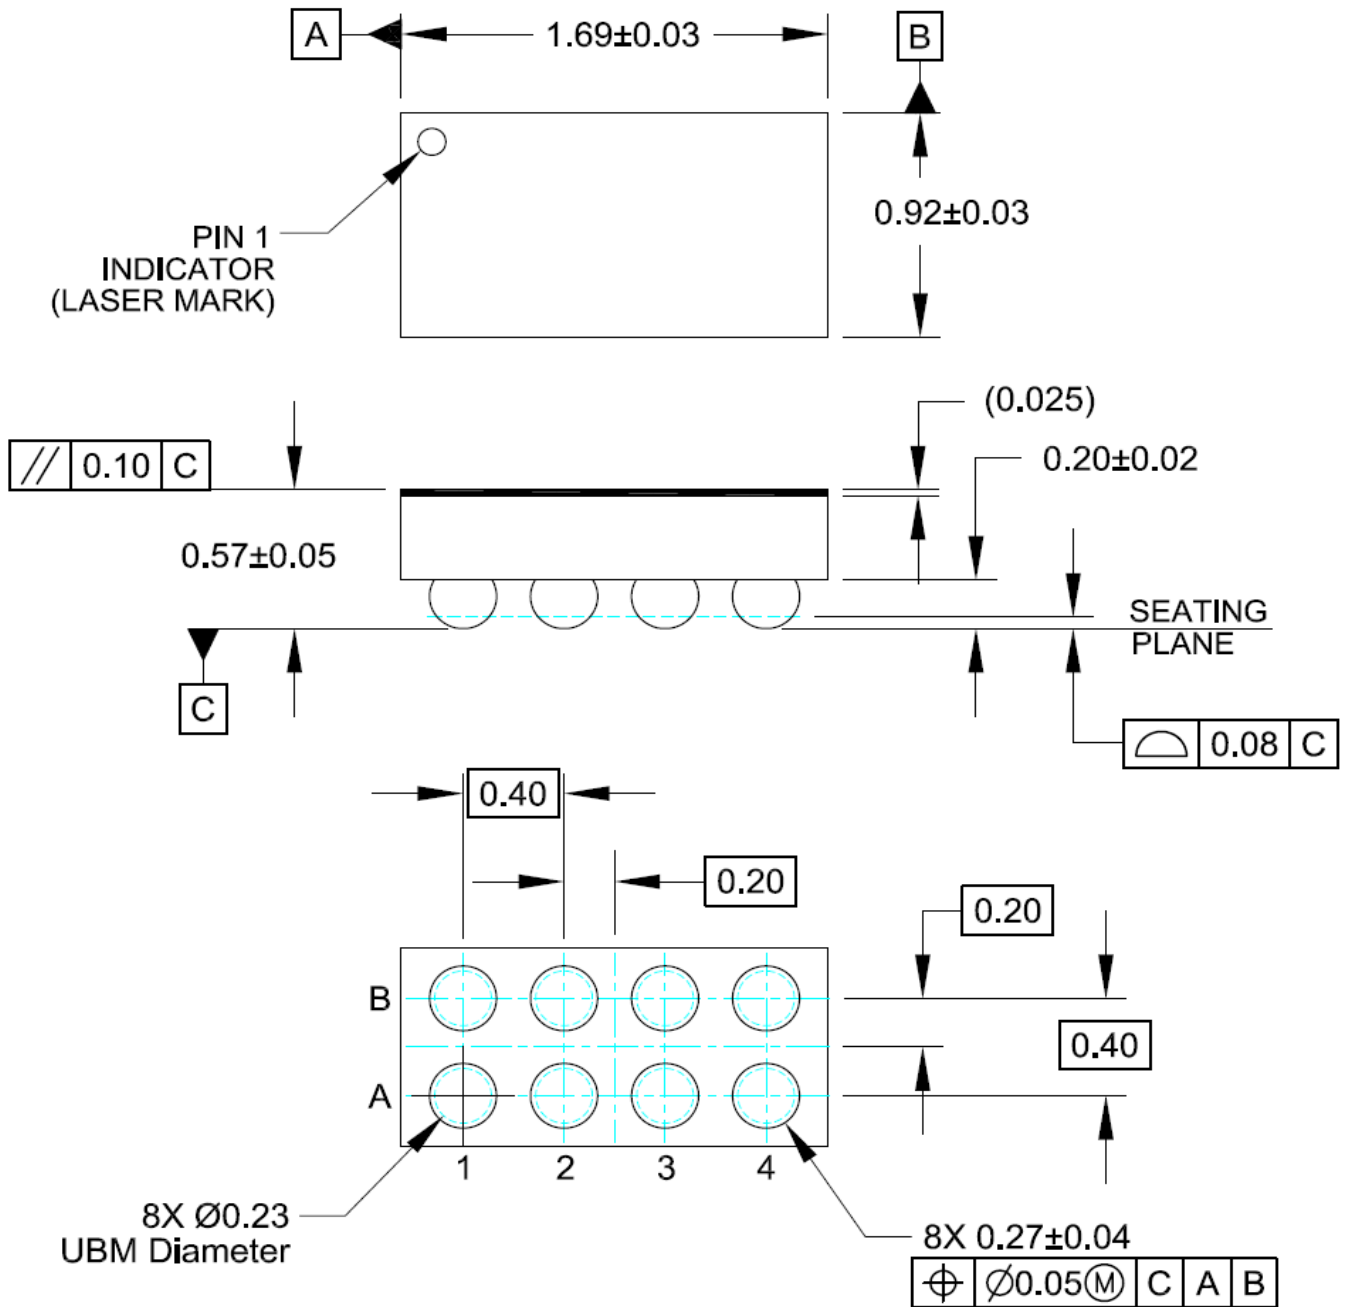 A
1.69±0.03
B
0.92±0.03
PIN 1
INDICATOR
(LASER MARK)
(0.025)
// 0.10 C
0.20±0.02
0.57±0.05
SEATING
PLANE
C
⌓ 0.08 C
0.40
0.20
0.20
B
0.40
A
1 2 3 4
8X Ø0.23
UBM Diameter
8X 0.27±0.04
⌖ Ø0.05Ⓜ C A B